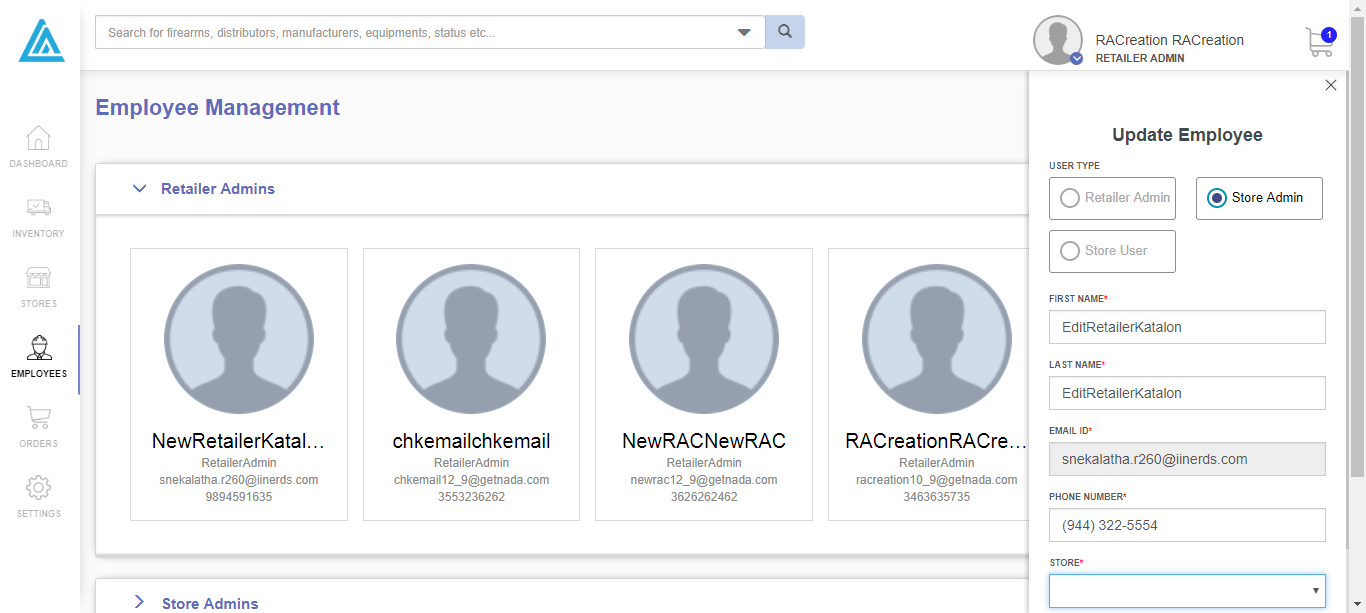 Search for firearms, distributors, manufacturers, equipments, status etc...
RACreation RACreation
RETAILER ADMIN
1
DASHBOARD
INVENTORY
STORES
EMPLOYEES
ORDERS
SETTINGS
Employee Management
Retailer Admins
NewRetailerKatal...
RetailerAdmin
snekalatha.r260@iinerds.com
9894591635
chkemailchkemail
RetailerAdmin
chkemail12_9@getnada.com
3553236262
NewRACNewRAC
RetailerAdmin
newrac12_9@getnada.com
3626262462
RACreationRACre...
RetailerAdmin
racreation10_9@getnada.com
3463635735
Store Admins
Update Employee
USER TYPE
Retailer Admin
Store Admin
Store User
FIRST NAME*
EditRetailerKatalon
LAST NAME*
EditRetailerKatalon
EMAIL ID*
snekalatha.r260@iinerds.com
PHONE NUMBER*
(944) 322-5554
STORE*